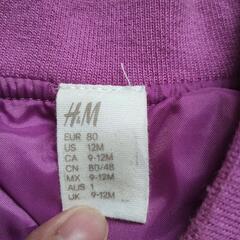 H&M
EUR 80
US 12M
CA 9-12M
CN 80/48
MX 9-12M
AUS 1
UK 9-12M